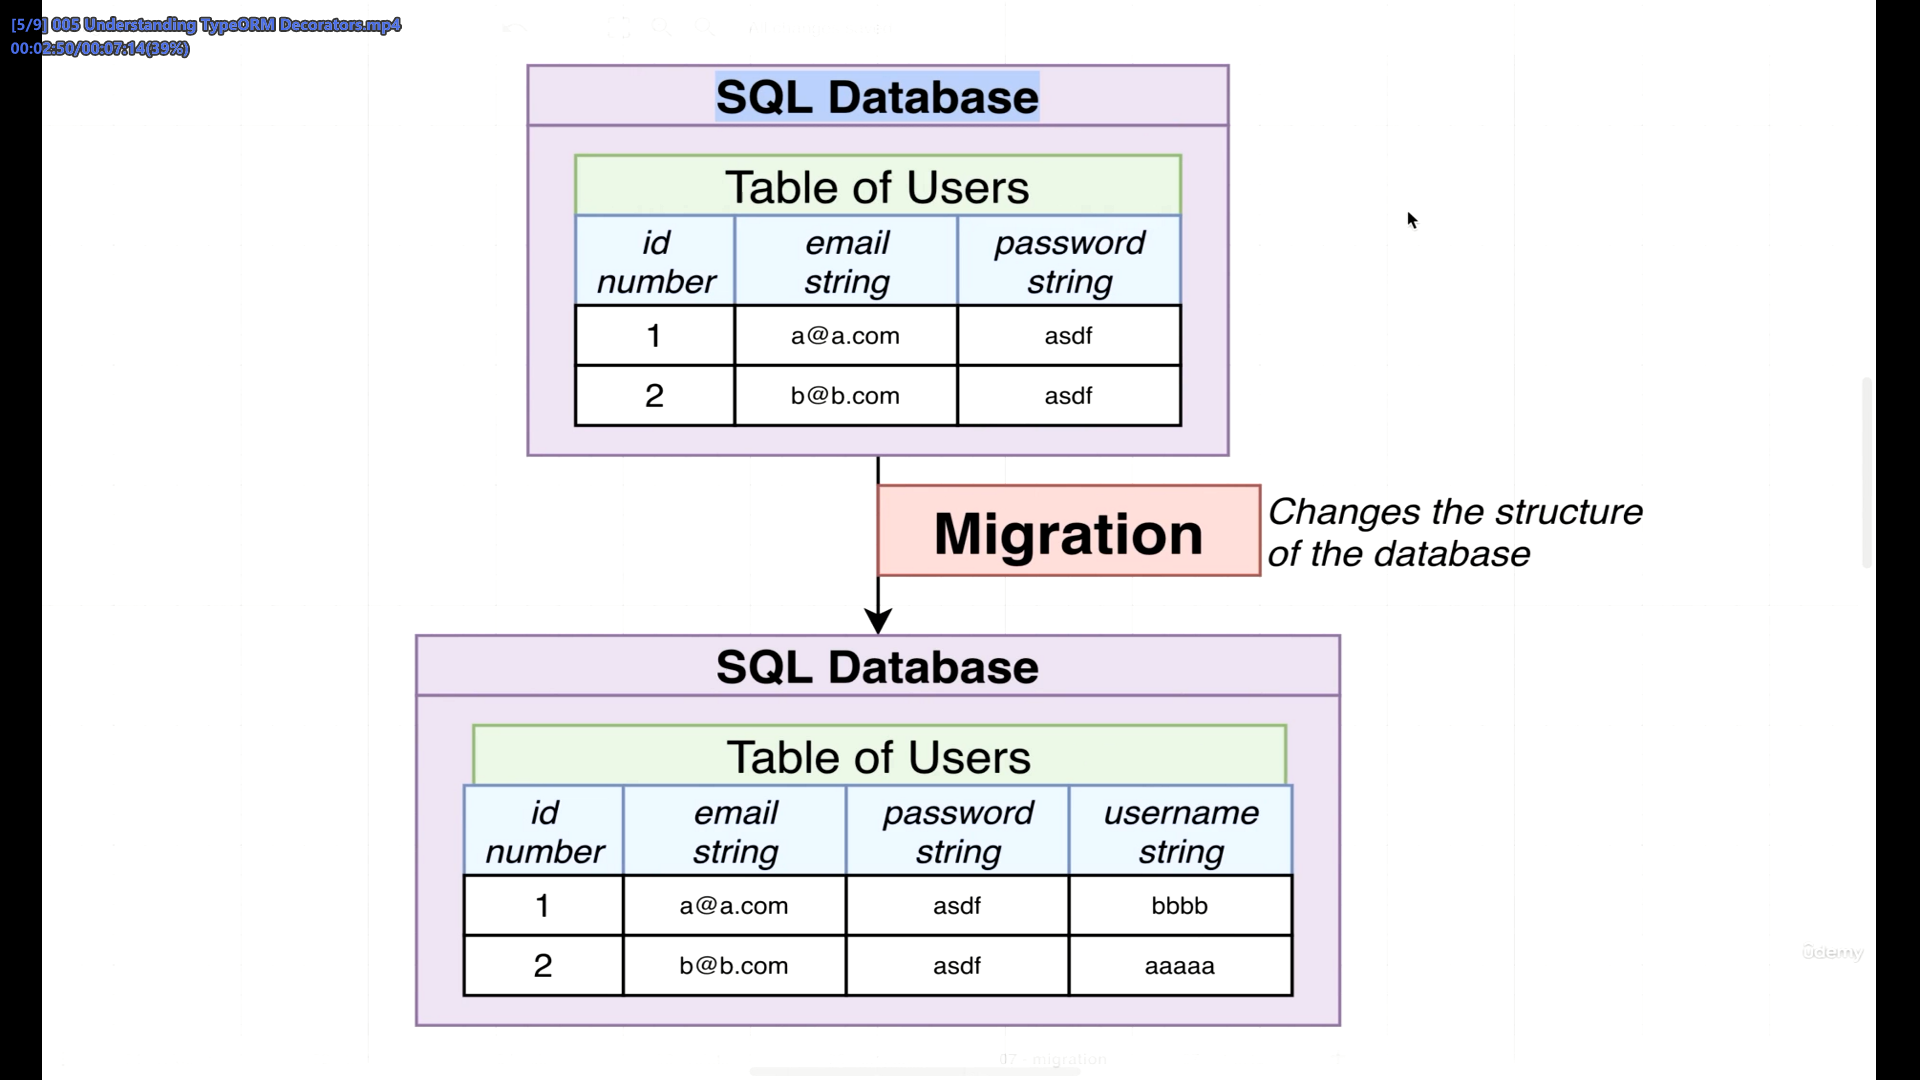 [5/9] 005 Understanding TypeORM Decorators.mp4
00:02:50/00:07:14(39%)
SQL Database
Table of Users
id number
email string
password string
1
a@a.com
asdf
2
b@b.com
asdf
Migration
Changes the structure
of the database
SQL Database
Table of Users
id number
email string
password string
username string
1
a@a.com
asdf
bbbb
2
b@b.com
asdf
aaaaa
Udemy
07 - migration